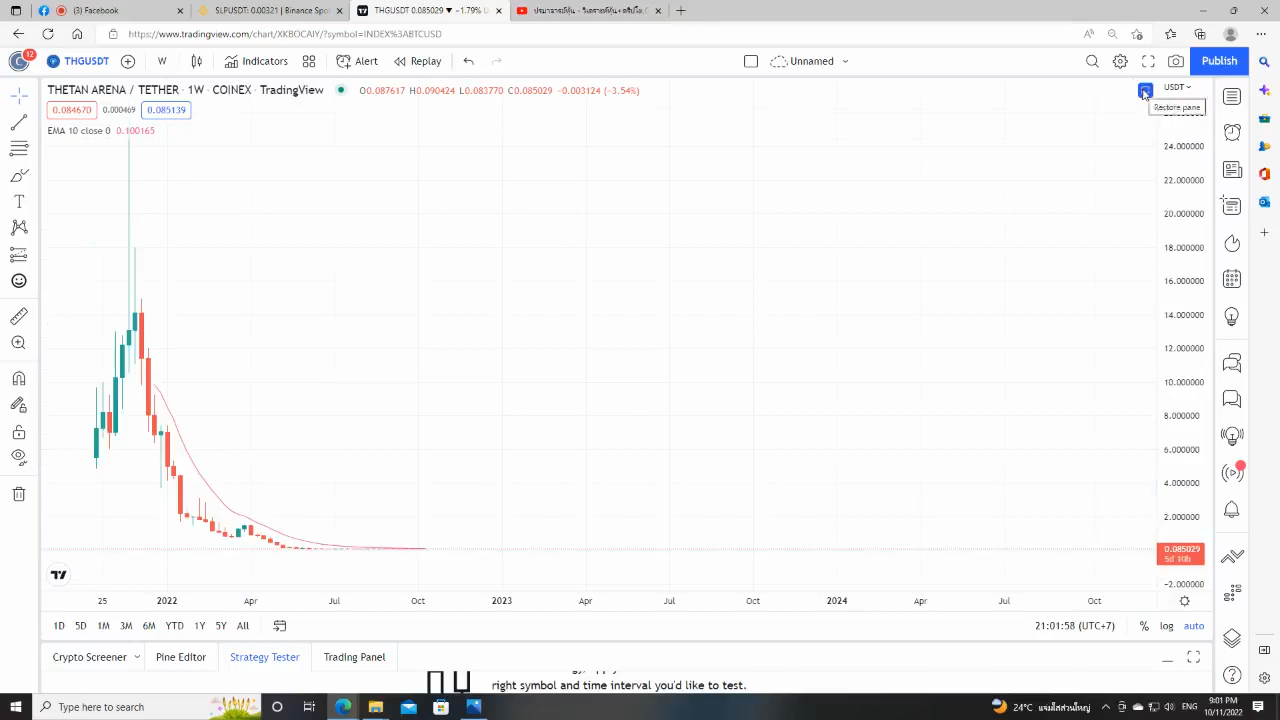 (3) Facebook
SLPUSDT: 0.00321 | Binance Spo
THGUSDT 0.085029 ▼ −1.79% U
https://www.tradingview.com/chart/XKBOCAIY/?symbol=INDEX%3ABTCUSD
12
THGUSDT
W
Indicators
Alert
Replay
Unnamed
Publish
THETAN ARENA / TETHER · 1W · COINEX · TradingView
O0.087617 H0.090424 L0.083770 C0.085029 −0.003124 (−3.54%)
USDT
Restore pane
0.084670
0.000469
0.085139
EMA 10 close 0 0.100165
24.000000
22.000000
20.000000
18.000000
16.000000
14.000000
12.000000
10.000000
8.000000
6.000000
4.000000
2.000000
0.085029
5d 10h
−2.000000
25
2022
Apr
Jul
Oct
2023
Apr
Jul
Oct
2024
Apr
Jul
Oct
1D
5D
1M
3M
6M
YTD
1Y
5Y
All
21:01:58 (UTC+7)
%
log
auto
Crypto Screener
Pine Editor
Strategy Tester
Trading Panel
right symbol and time interval you'd like to test.
Type here to search
24°C
ENG
9:01 PM
10/11/2022